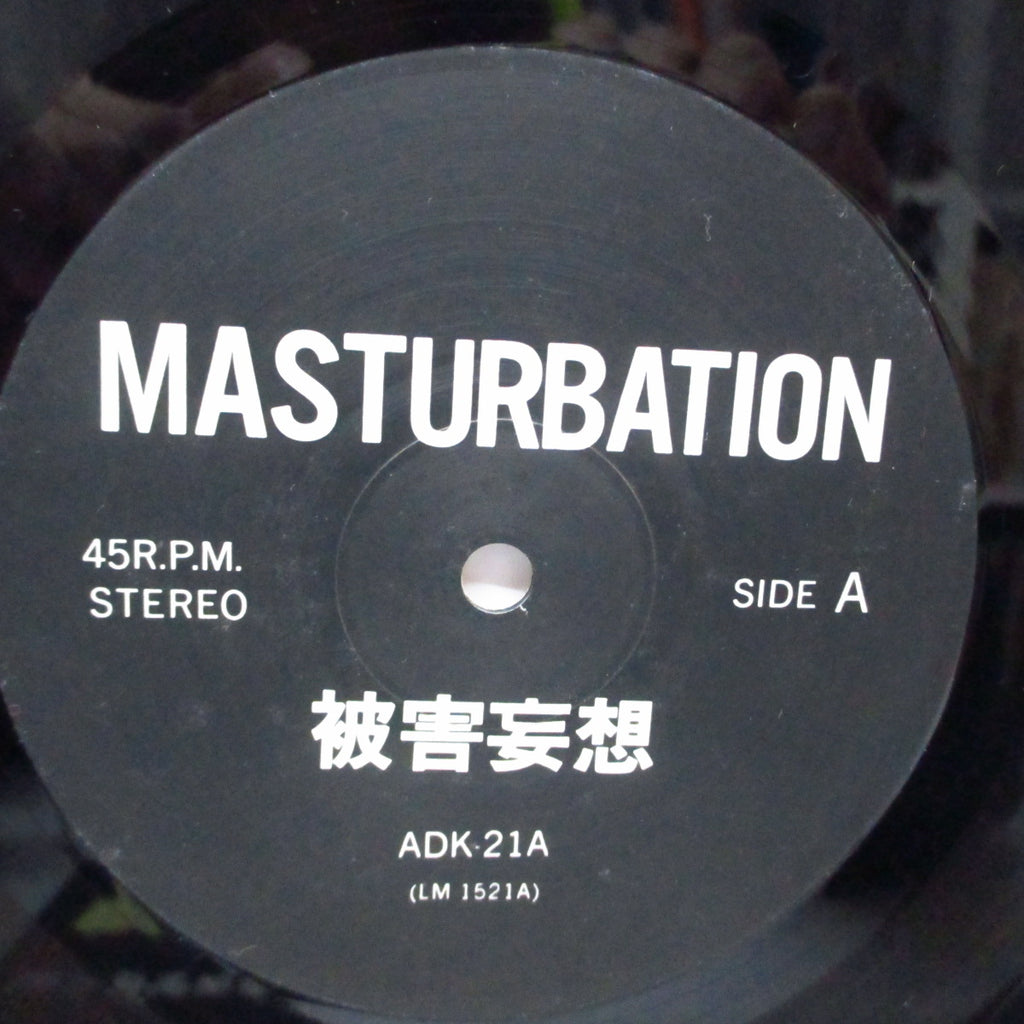 MASTURBATION
45R.P.M.
STEREO
SIDE A
被害妄想
ADK-21A
(LM 1521A)